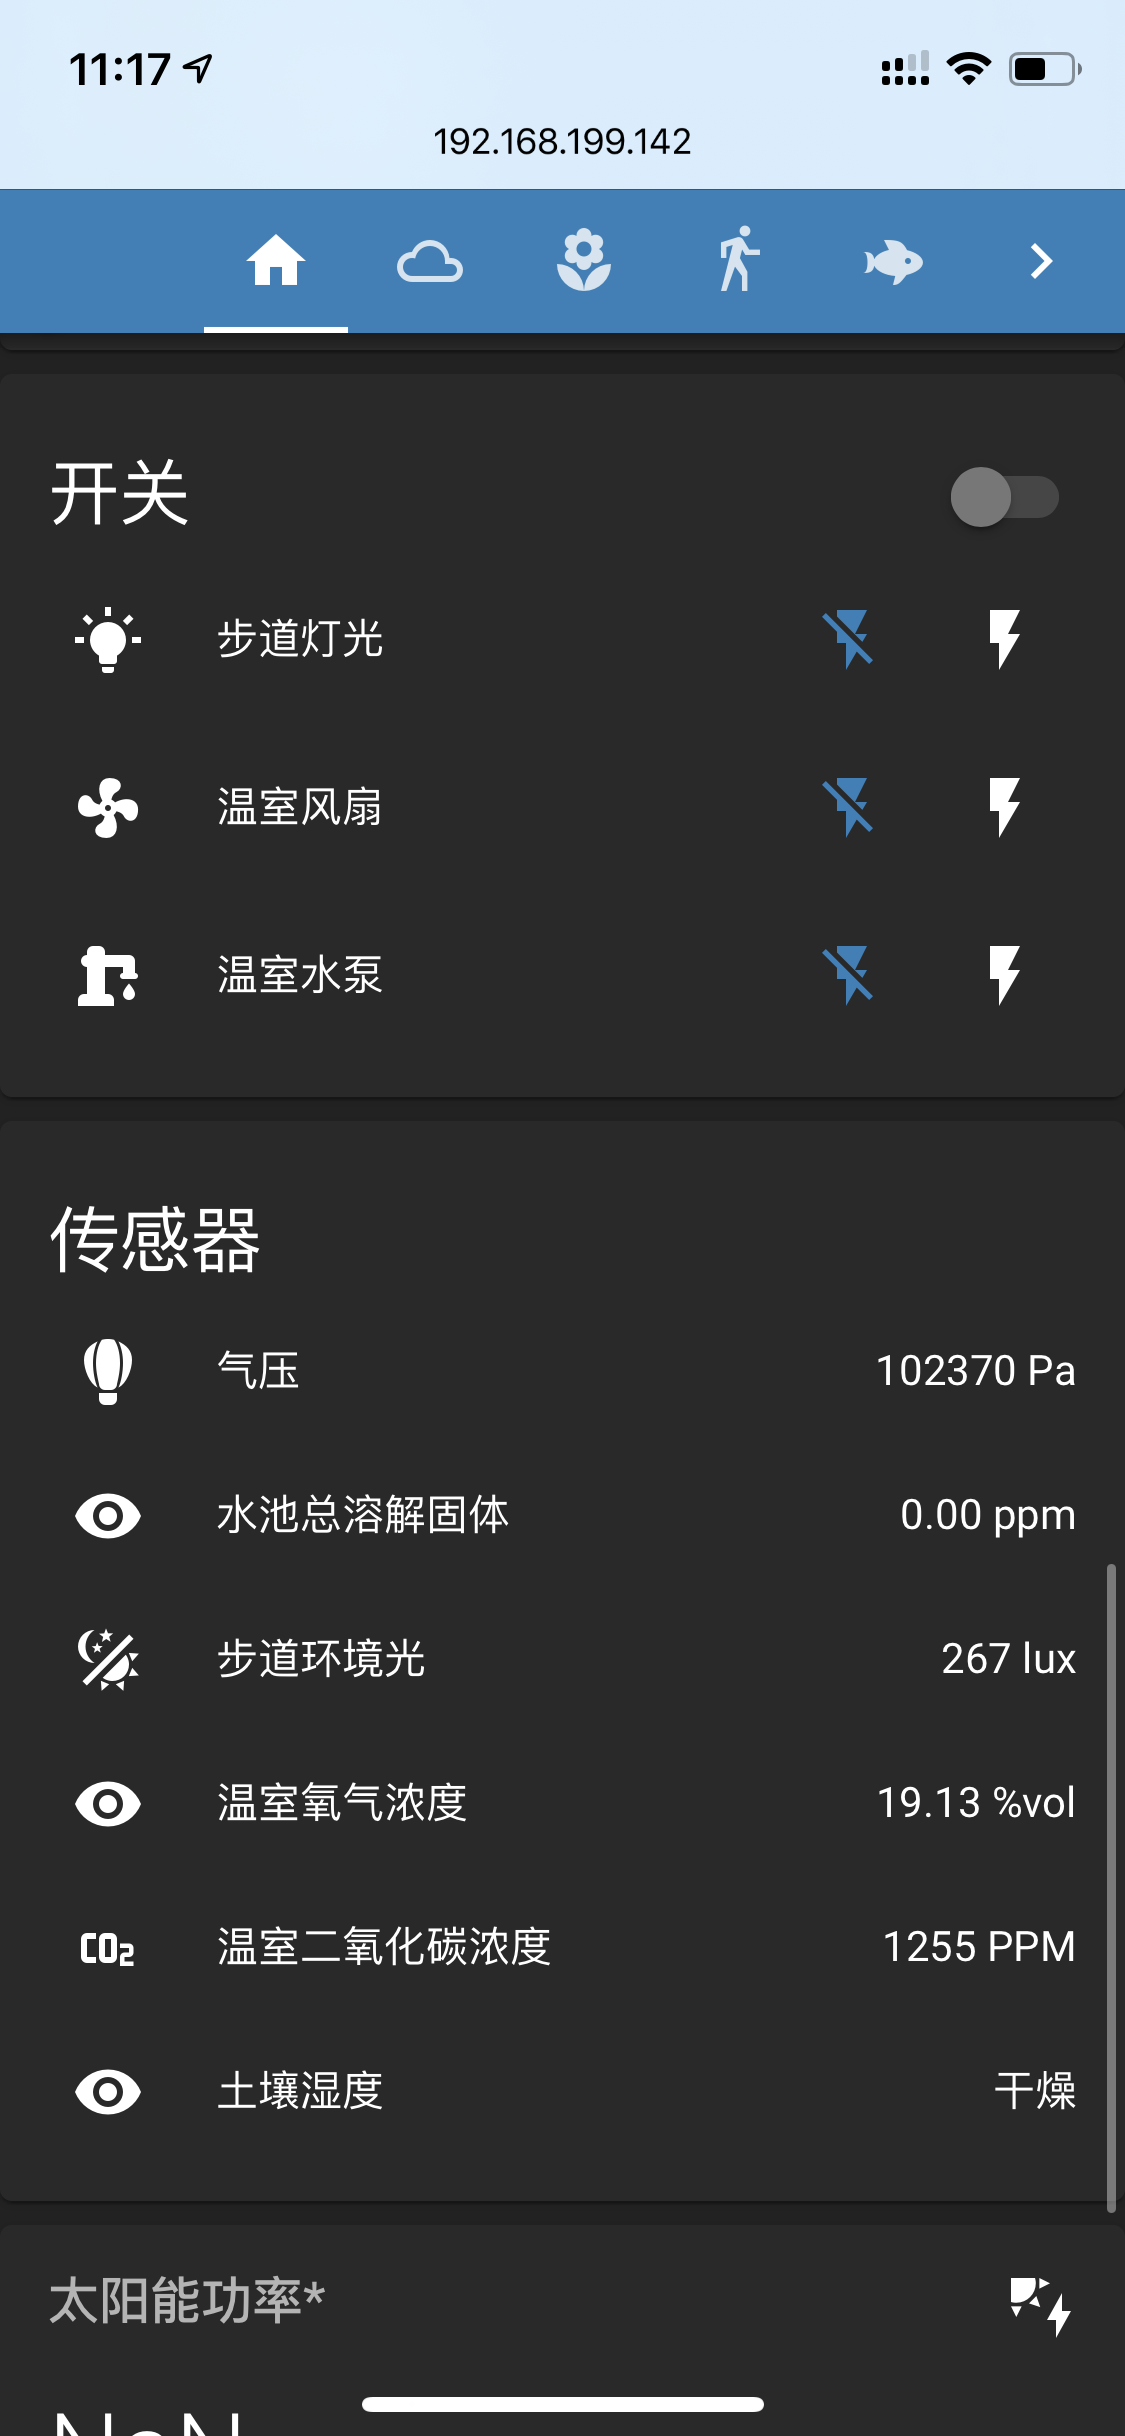 11:17
192.168.199.142
开关
步道灯光
温室风扇
温室水泵
传感器
气压 102370 Pa
水池总溶解固体 0.00 ppm
步道环境光 267 lux
温室氧气浓度 19.13 %vol
CO2 温室二氧化碳浓度 1255 PPM
土壤湿度 干燥
太阳能功率*
NaN